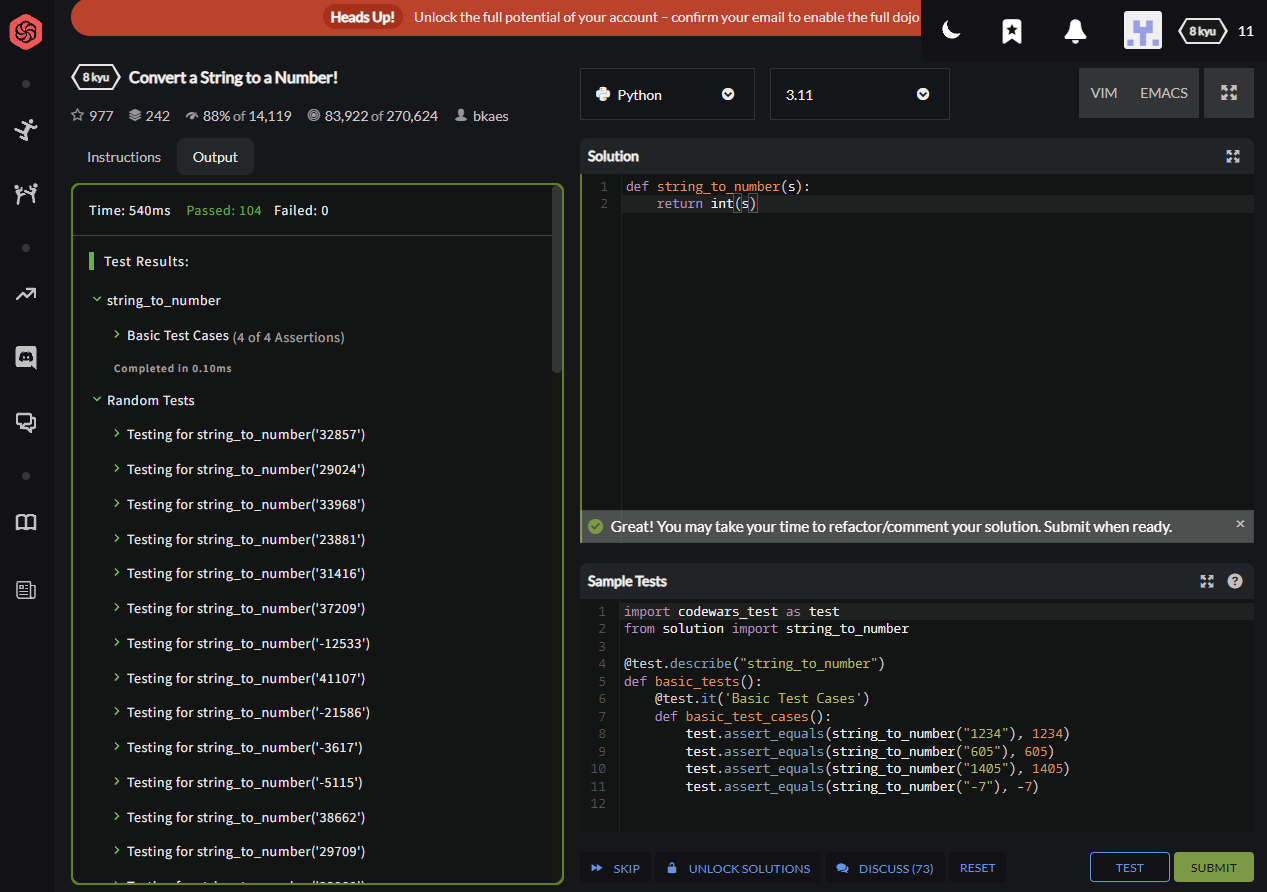 Heads Up! Unlock the full potential of your account – confirm your email to enable the full dojo
8 kyu 11
8 kyu Convert a String to a Number!
977 242 88% of 14,119 83,922 of 270,624 bkaes
Instructions Output
Time: 540ms Passed: 104 Failed: 0
Test Results:
string_to_number
Basic Test Cases (4 of 4 Assertions)
Completed in 0.10ms
Random Tests
Testing for string_to_number('32857')
Testing for string_to_number('29024')
Testing for string_to_number('33968')
Testing for string_to_number('23881')
Testing for string_to_number('31416')
Testing for string_to_number('37209')
Testing for string_to_number('-12533')
Testing for string_to_number('41107')
Testing for string_to_number('-21586')
Testing for string_to_number('-3617')
Testing for string_to_number('-5115')
Testing for string_to_number('38662')
Testing for string_to_number('29709')
Python 3.11 VIM EMACS
Solution
1 def string_to_number(s):
2     return int(s)
Great! You may take your time to refactor/comment your solution. Submit when ready.
Sample Tests
1 import codewars_test as test
2 from solution import string_to_number
3
4 @test.describe("string_to_number")
5 def basic_tests():
6     @test.it('Basic Test Cases')
7     def basic_test_cases():
8         test.assert_equals(string_to_number("1234"), 1234)
9         test.assert_equals(string_to_number("605"), 605)
10         test.assert_equals(string_to_number("1405"), 1405)
11         test.assert_equals(string_to_number("-7"), -7)
12
SKIP UNLOCK SOLUTIONS DISCUSS (73) RESET TEST SUBMIT